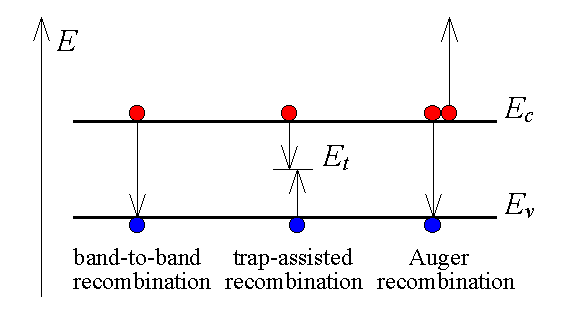 E
Ec
Et
Ev
band-to-band
recombination
trap-assisted
recombination
Auger
recombination